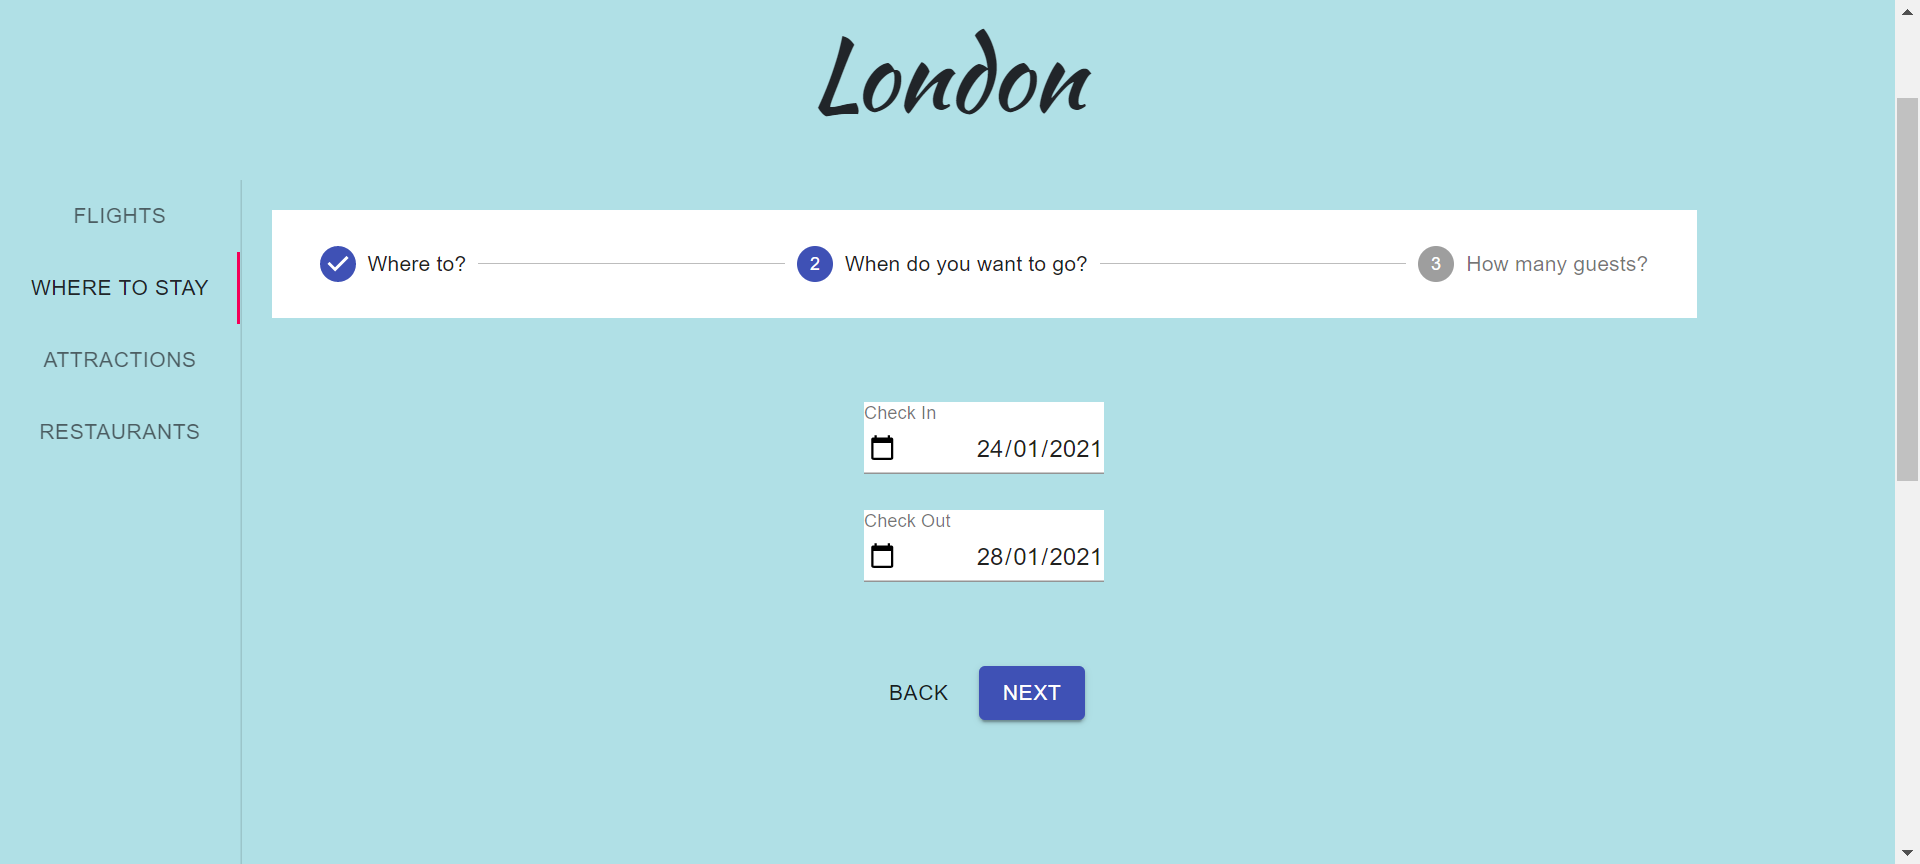 London
FLIGHTS
WHERE TO STAY
ATTRACTIONS
RESTAURANTS
Where to?
2 When do you want to go?
3 How many guests?
Check In
24/01/2021
Check Out
28/01/2021
BACK NEXT